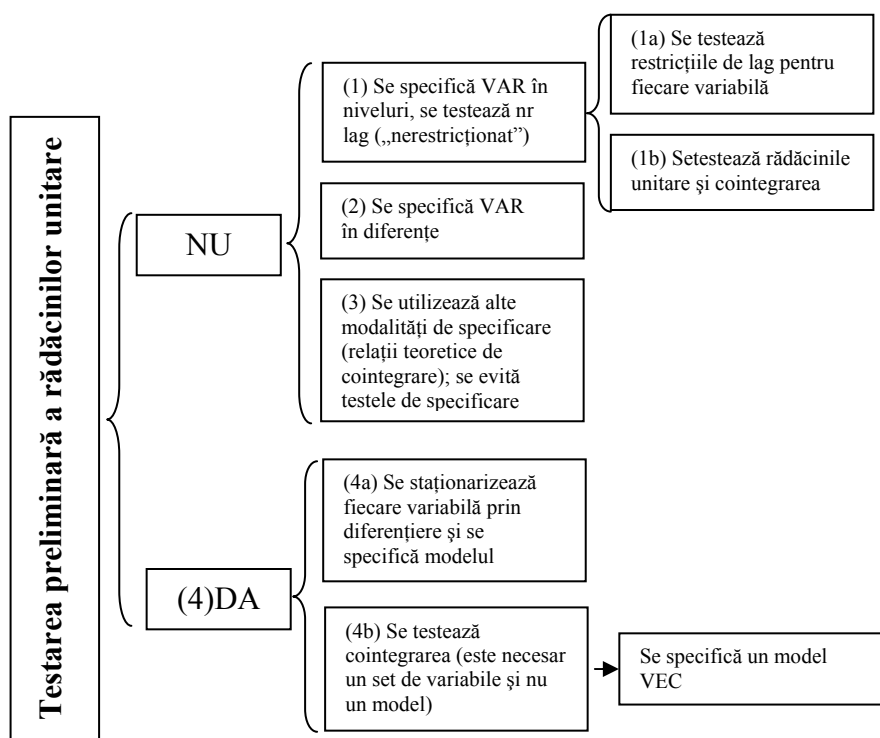 Testarea preliminară a rădăcinilor unitare
NU
(1) Se specifică VAR în
niveluri, se testează nr
lag („nerestricționat”)
(1a) Se testează
restricțiile de lag pentru
fiecare variabilă
(1b) Setestează rădăcinile
unitare şi cointegrarea
(2) Se specifică VAR
în diferențe
(3) Se utilizează alte
modalități de specificare
(relații teoretice de
cointegrare); se evită
testele de specificare
(4)DA
(4a) Se staționarizează
fiecare variabilă prin
diferențiere şi se
specifică modelul
(4b) Se testează
cointegrarea (este necesar
un set de variabile şi nu
un model)
Se specifică un model
VEC